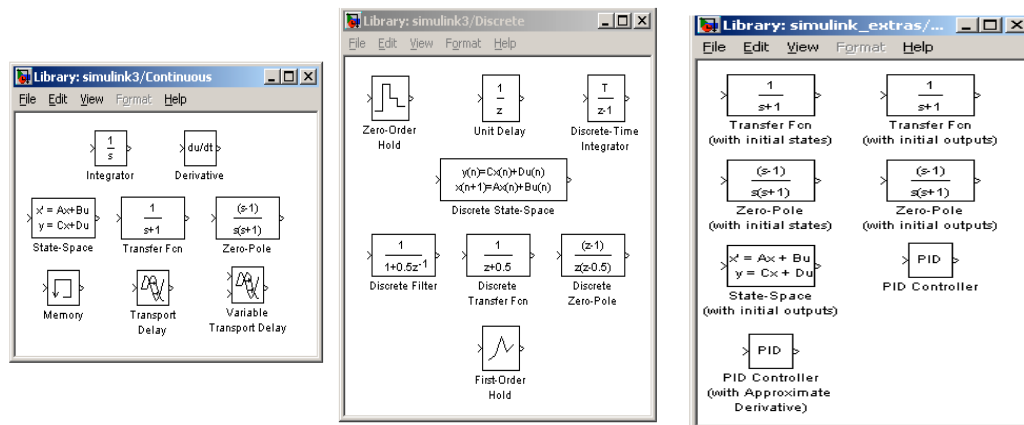 Library: simulink3/Continuous
File Edit View Format Help
1
s
Integrator
du/dt
Derivative
x' = Ax+Bu
y = Cx+Du
State-Space
1
s+1
Transfer Fcn
(s-1)
s(s+1)
Zero-Pole
Memory
Transport
Delay
Variable
Transport Delay
Library: simulink3/Discrete
File Edit View Format Help
Zero-Order
Hold
1
z
Unit Delay
T
z-1
Discrete-Time
Integrator
y(n)=Cx(n)+Du(n)
x(n+1)=Ax(n)+Bu(n)
Discrete State-Space
1
1+0.5z-1
Discrete Filter
1
z+0.5
Discrete
Transfer Fcn
(z-1)
z(z-0.5)
Discrete
Zero-Pole
First-Order
Hold
Library: simulink_extras/...
File Edit View Format Help
1
s+1
Transfer Fcn
(with initial states)
1
s+1
Transfer Fcn
(with initial outputs)
(s-1)
s(s+1)
Zero-Pole
(with initial states)
(s-1)
s(s+1)
Zero-Pole
(with initial outputs)
x' = Ax + Bu
y = Cx + Du
State-Space
(with initial outputs)
PID
PID Controller
PID
PID Controller
(with Approximate
Derivative)